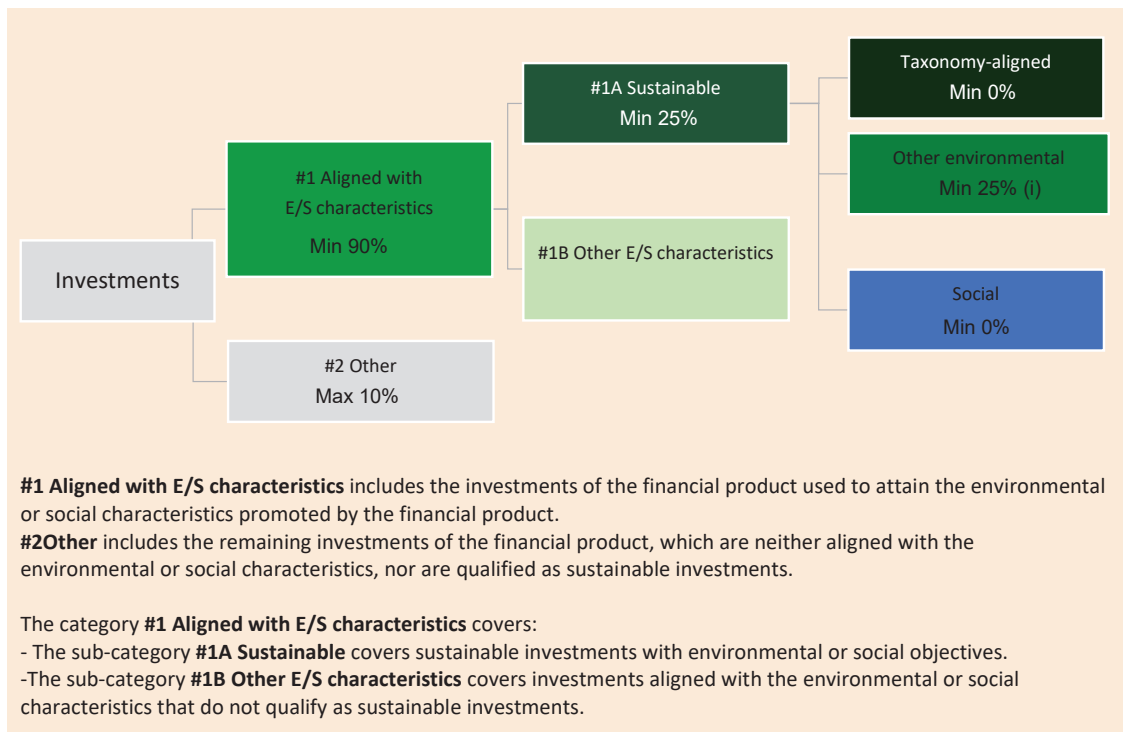 Taxonomy-aligned
Min 0%
#1A Sustainable
Min 25%
Other environmental
Min 25% (i)
#1 Aligned with
E/S characteristics
Min 90%
#1B Other E/S characteristics
Investments
Social
Min 0%
#2 Other
Max 10%
#1 Aligned with E/S characteristics includes the investments of the financial product used to attain the environmental
or social characteristics promoted by the financial product.
#2Other includes the remaining investments of the financial product, which are neither aligned with the
environmental or social characteristics, nor are qualified as sustainable investments.
The category #1 Aligned with E/S characteristics covers:
- The sub-category #1A Sustainable covers sustainable investments with environmental or social objectives.
-The sub-category #1B Other E/S characteristics covers investments aligned with the environmental or social
characteristics that do not qualify as sustainable investments.